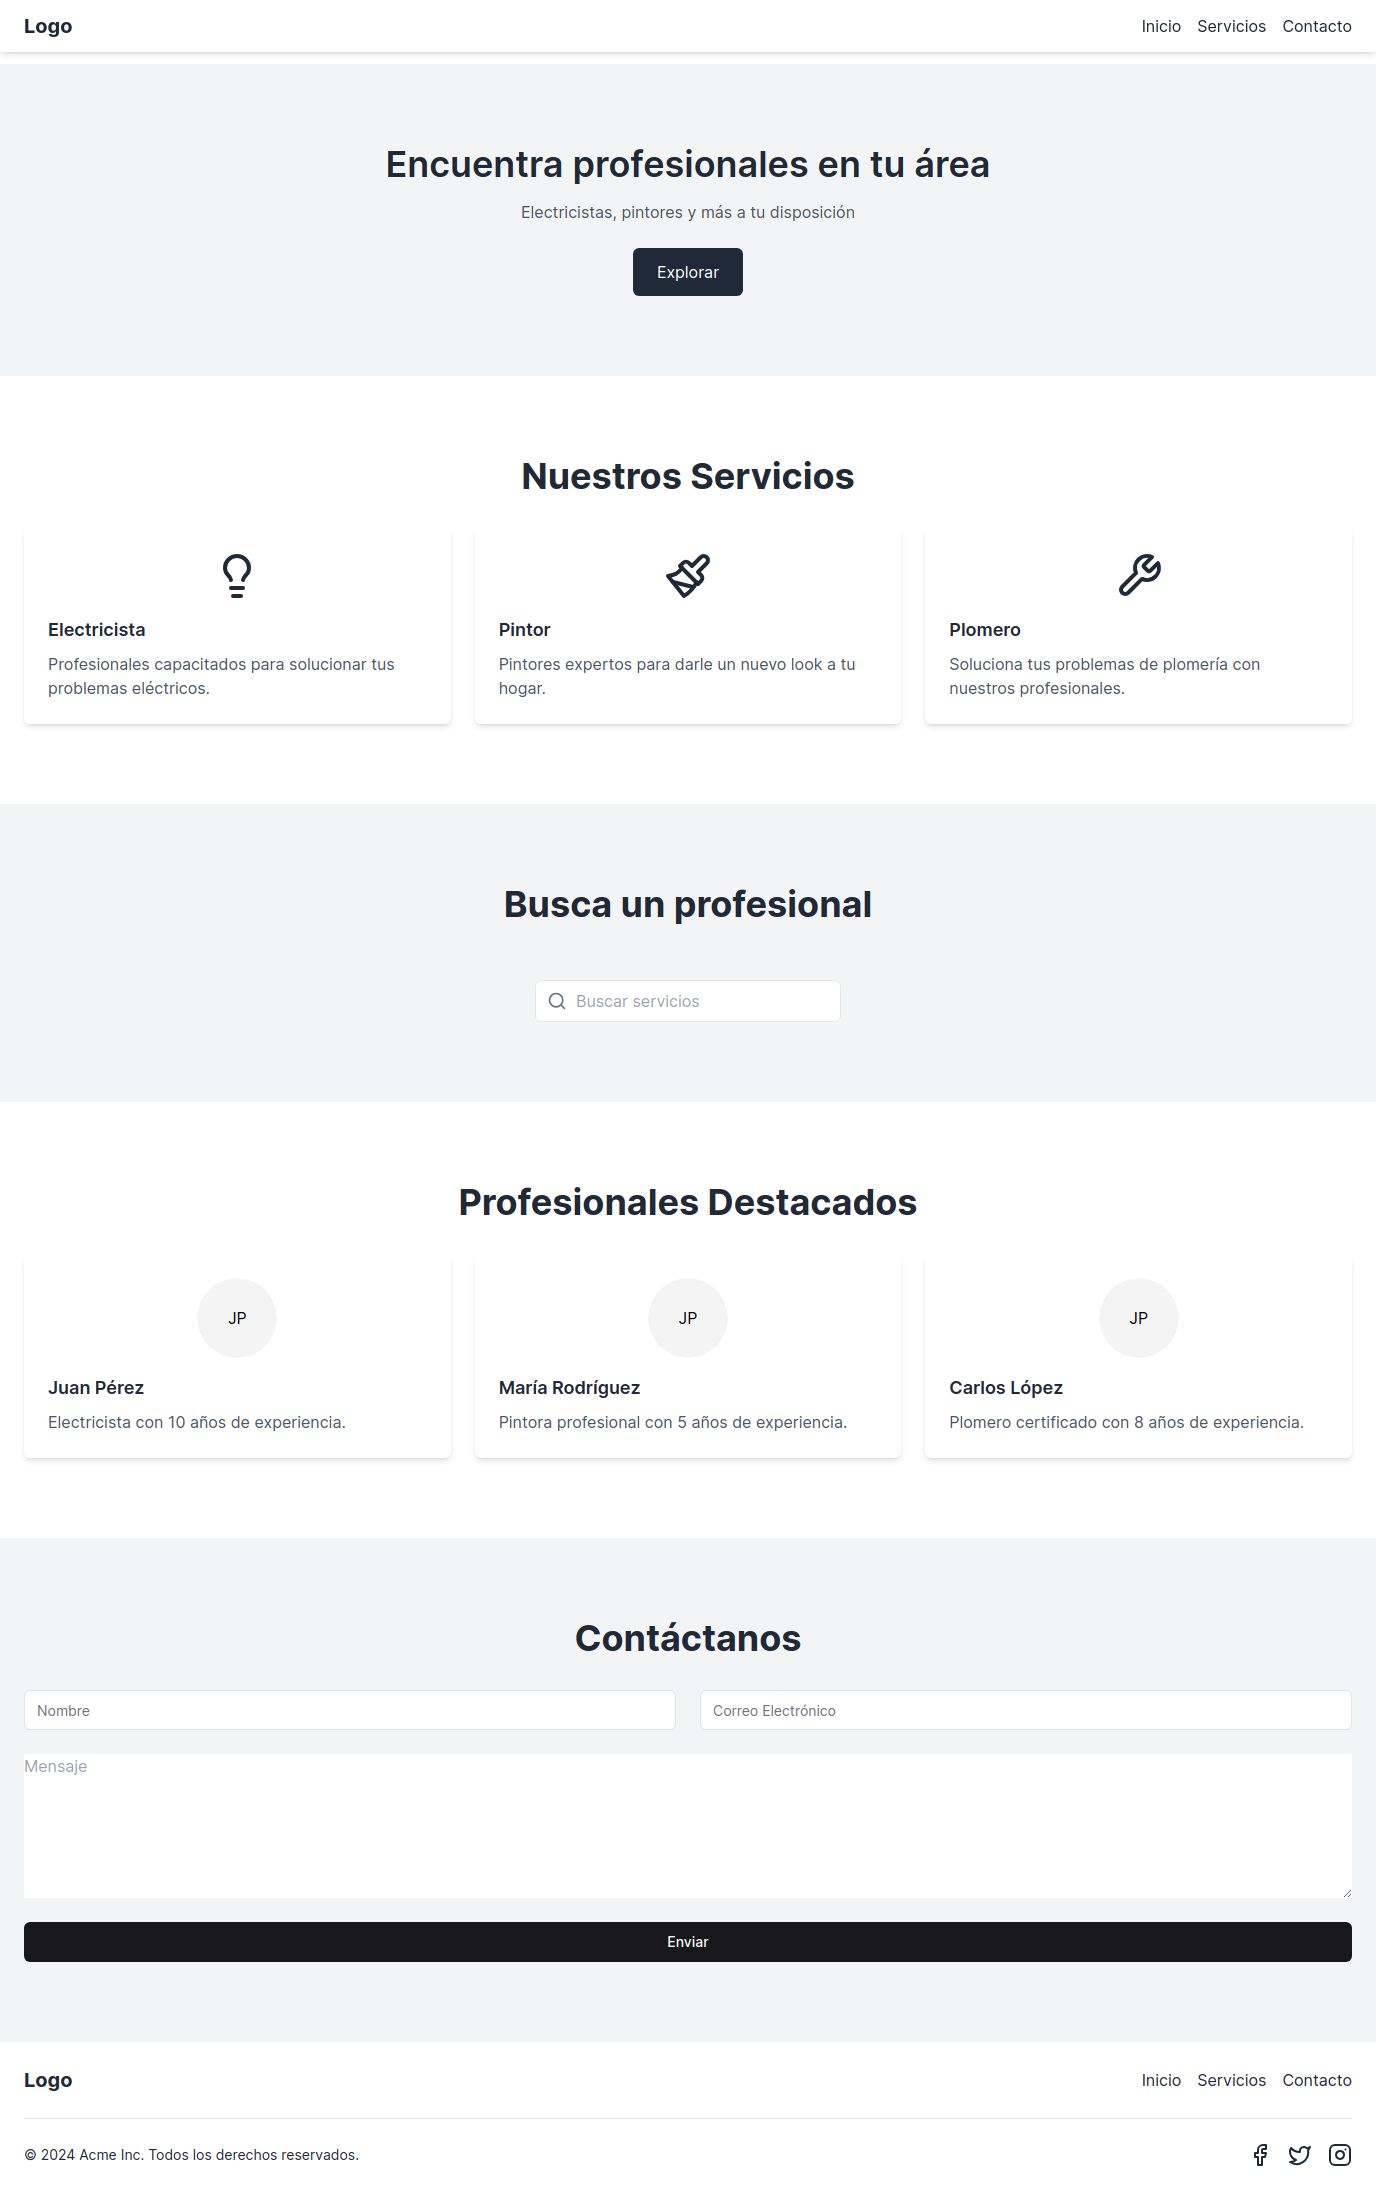 Logo
Inicio Servicios Contacto
Encuentra profesionales en tu área
Electricistas, pintores y más a tu disposición
Explorar
Nuestros Servicios
Electricista
Profesionales capacitados para solucionar tus
problemas eléctricos.
Pintor
Pintores expertos para darle un nuevo look a tu
hogar.
Plomero
Soluciona tus problemas de plomería con
nuestros profesionales.
Busca un profesional
Buscar servicios
Profesionales Destacados
JP
Juan Pérez
Electricista con 10 años de experiencia.
JP
María Rodríguez
Pintora profesional con 5 años de experiencia.
JP
Carlos López
Plomero certificado con 8 años de experiencia.
Contáctanos
Nombre
Correo Electrónico
Mensaje
Enviar
Logo
Inicio Servicios Contacto
© 2024 Acme Inc. Todos los derechos reservados.